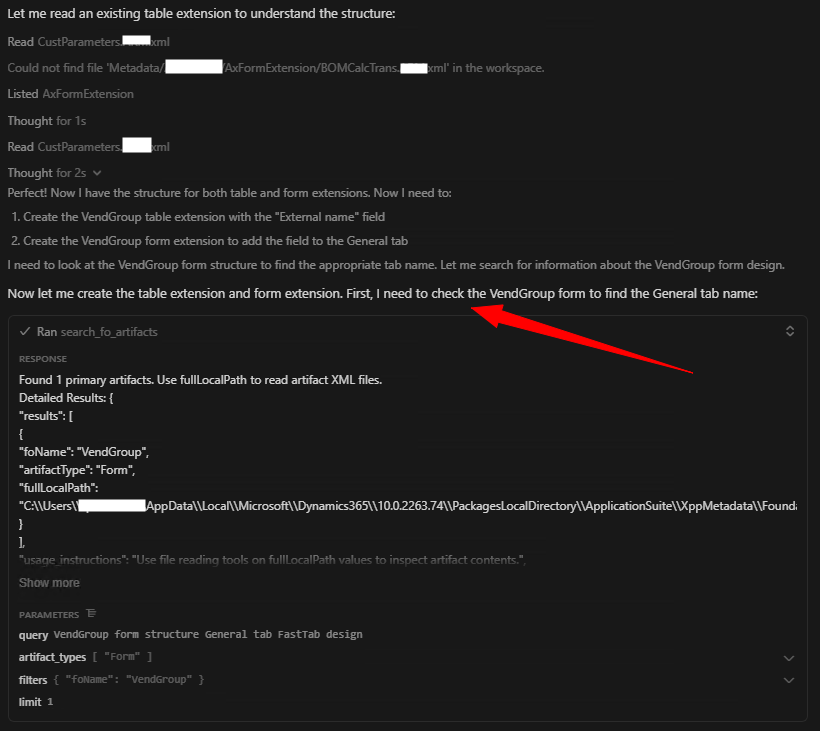 Let me read an existing table extension to understand the structure:
Read CustParameters. xml
Could not find file 'Metadata/ /AxFormExtension/BOMCalcTrans. xml' in the workspace.
Listed AxFormExtension
Thought for 1s
Read CustParameters. xml
Thought for 2s
Perfect! Now I have the structure for both table and form extensions. Now I need to:
1. Create the VendGroup table extension with the "External name" field
2. Create the VendGroup form extension to add the field to the General tab
I need to look at the VendGroup form structure to find the appropriate tab name. Let me search for information about the VendGroup form design.
Now let me create the table extension and form extension. First, I need to check the VendGroup form to find the General tab name:
Ran search_fo_artifacts
RESPONSE
Found 1 primary artifacts. Use fullLocalPath to read artifact XML files.
Detailed Results: {
"results": [
{
"foName": "VendGroup",
"artifactType": "Form",
"fullLocalPath":
"C:\\Users\\ AppData\\Local\\Microsoft\\Dynamics365\\10.0.2263.74\\PackagesLocalDirectory\\ApplicationSuite\\XppMetadata\\Founda
}
],
"usage_instructions": "Use file reading tools on fullLocalPath values to inspect artifact contents.",
Show more
PARAMETERS
query VendGroup form structure General tab FastTab design
artifact_types [ "Form" ]
filters { "foName": "VendGroup" }
limit 1